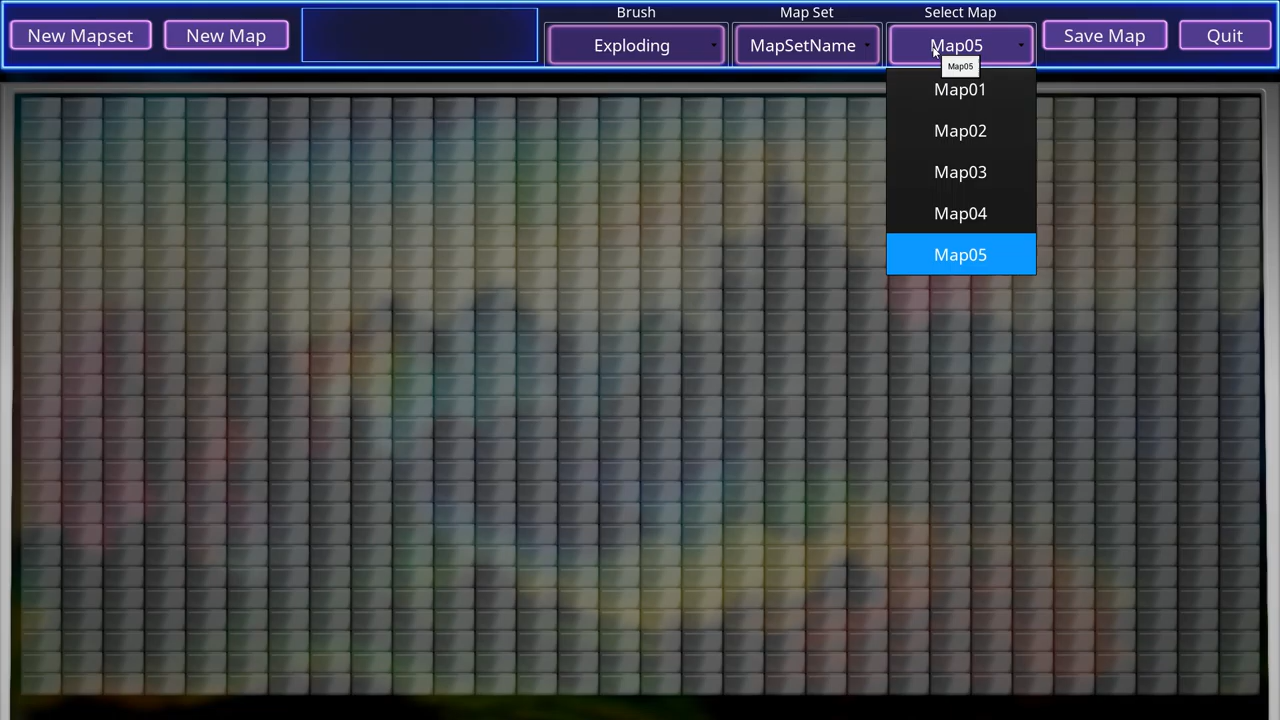 Brush
Map Set
Select Map
New Mapset
New Map
Exploding
MapSetName
Map05
Save Map
Quit
Map05
Map01
Map02
Map03
Map04
Map05